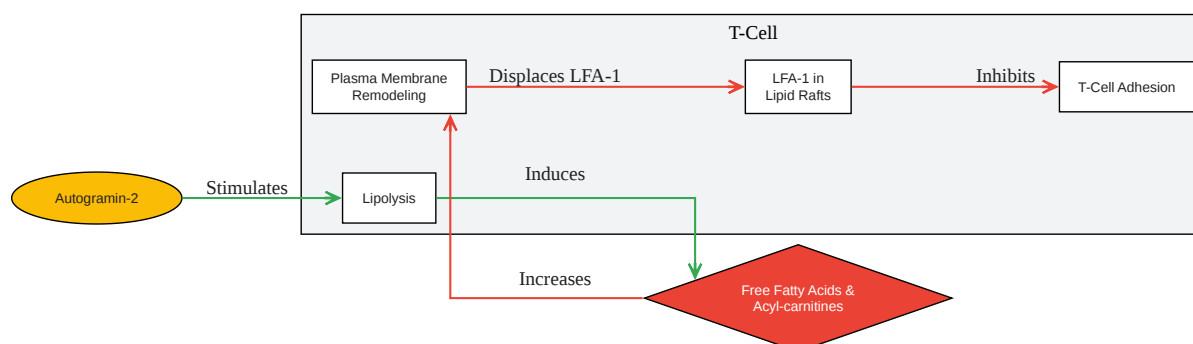 T-Cell
Plasma Membrane
Remodeling
Displaces LFA-1
LFA-1 in
Lipid Rafts
Inhibits
T-Cell Adhesion
Autogramin-2
Stimulates
Lipolysis
Induces
Increases
Free Fatty Acids &
Acyl-carnitines